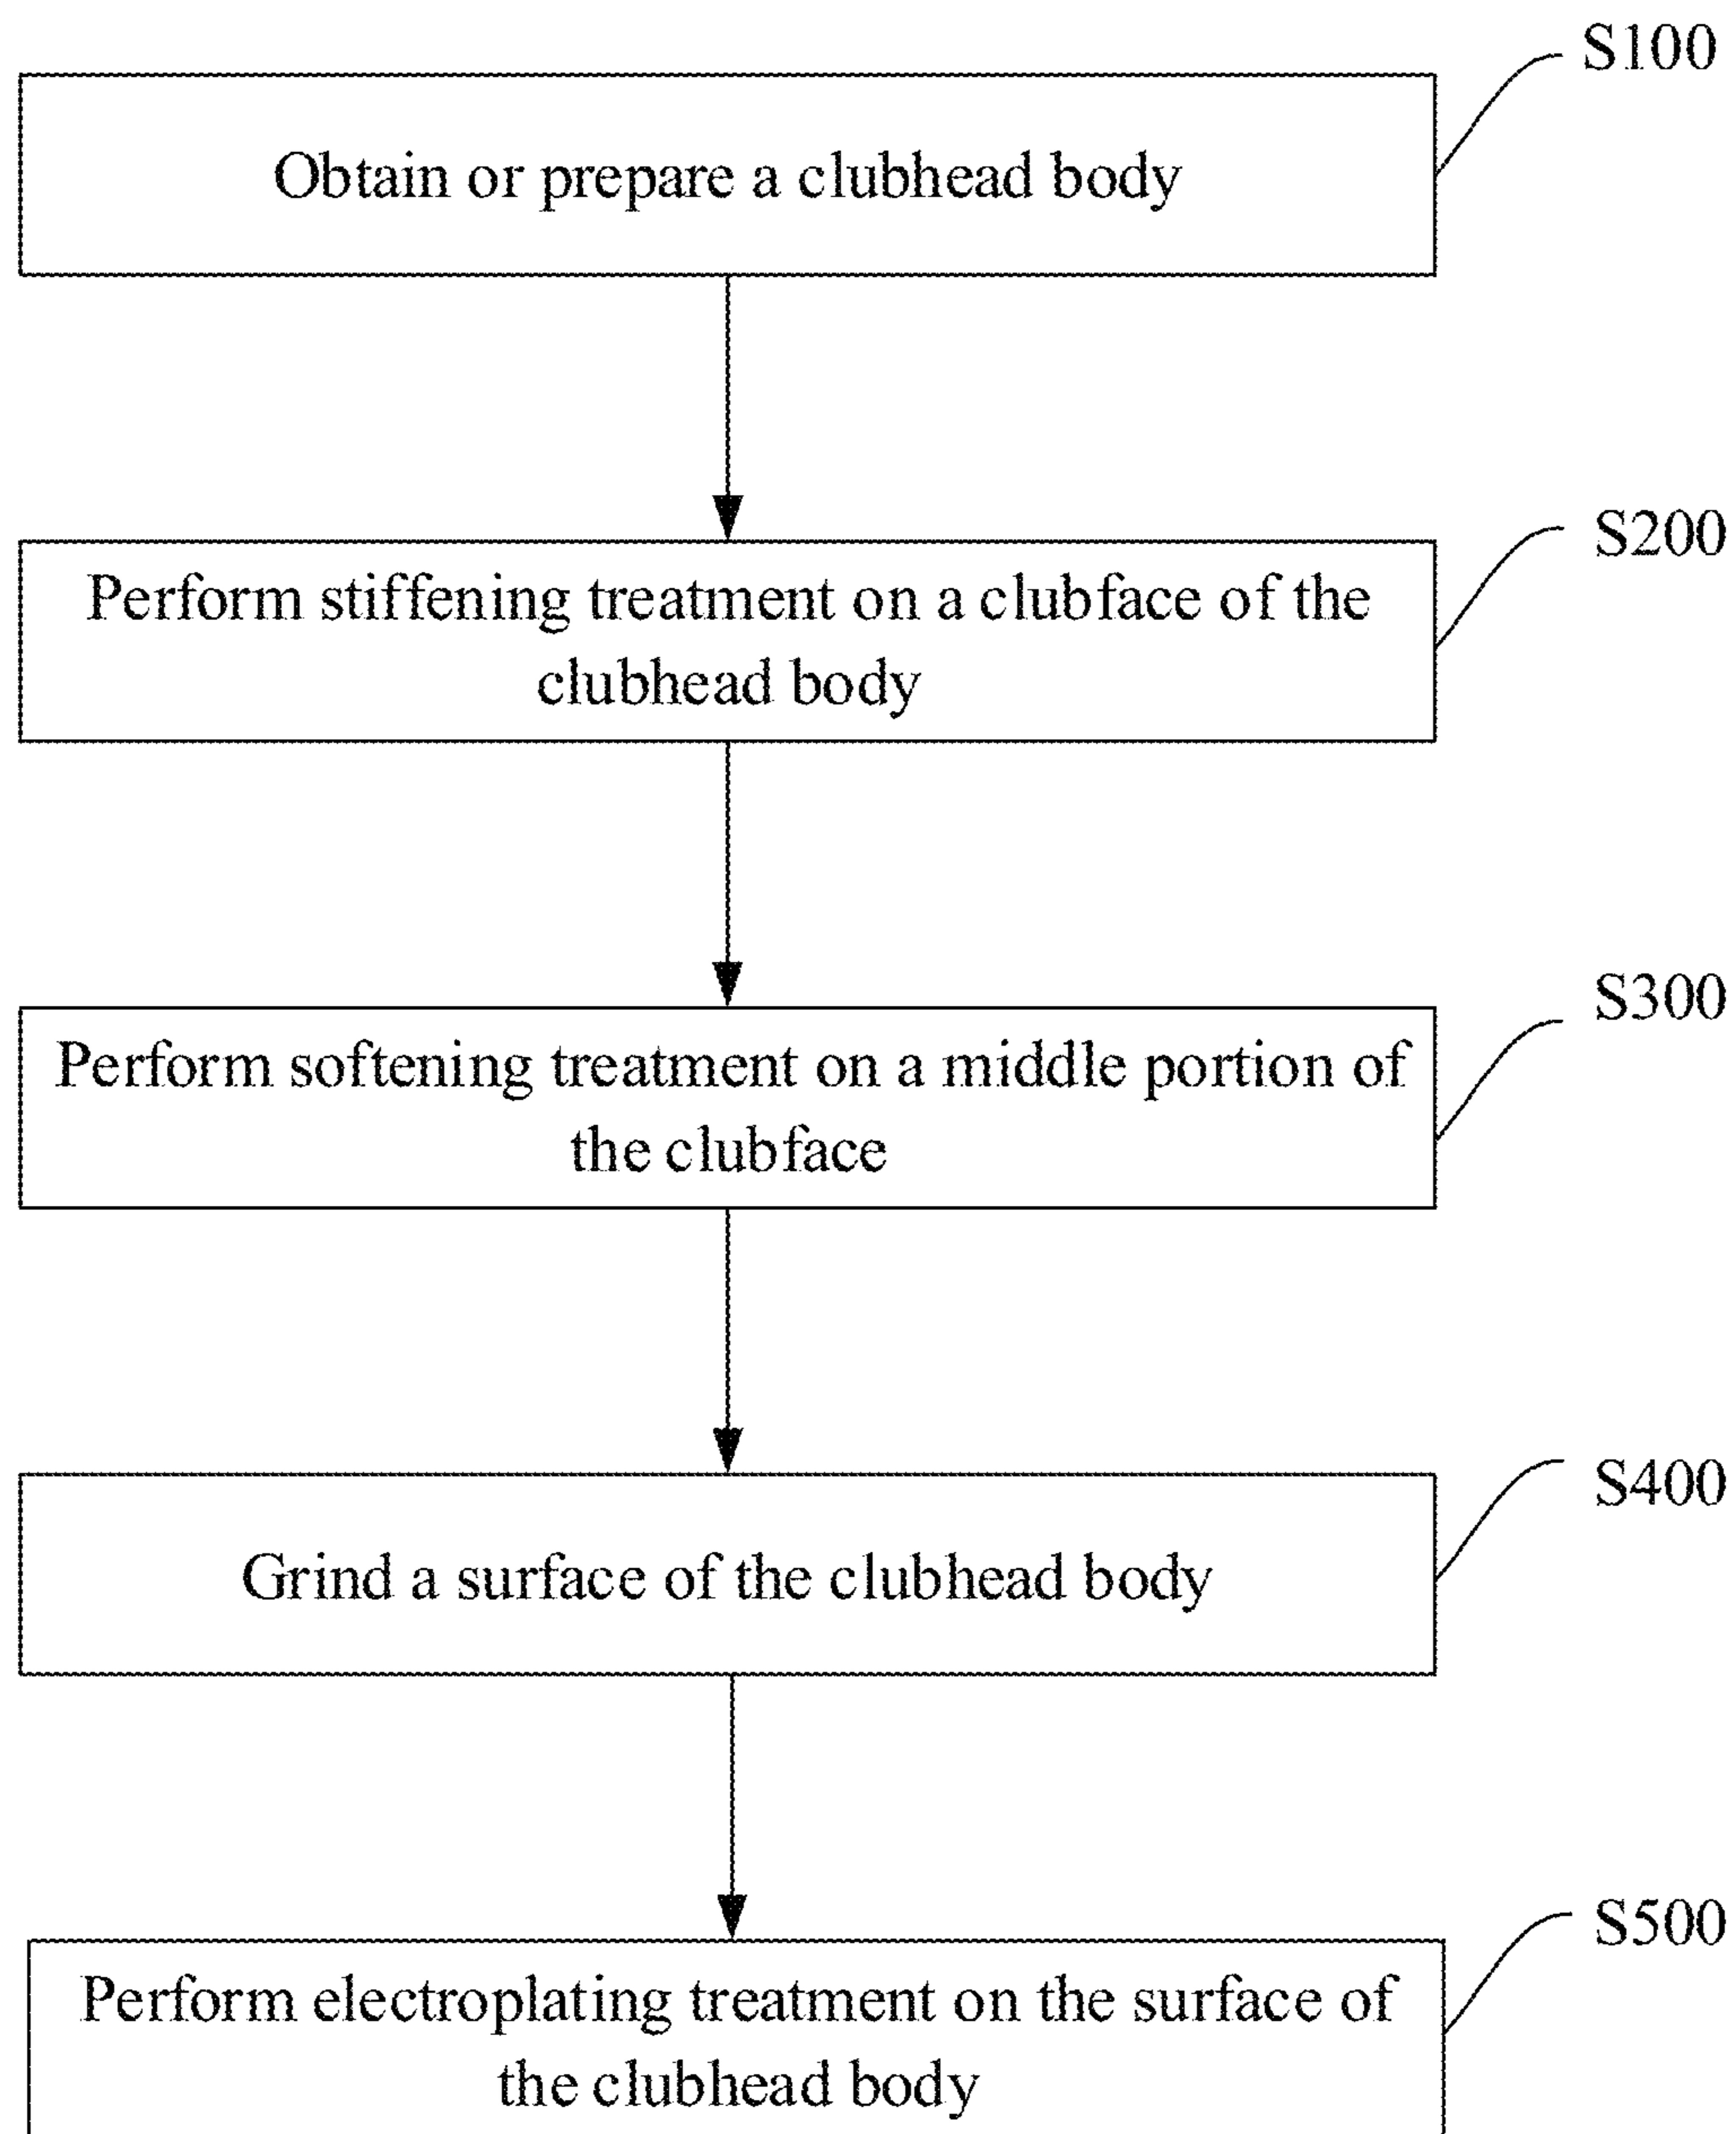 S100
Obtain or prepare a clubhead body
S200
Perform stiffening treatment on a clubface of the
clubhead body
S300
Perform softening treatment on a middle portion of
the clubface
S400
Grind a surface of the clubhead body
S500
Perform electroplating treatment on the surface of
the clubhead body